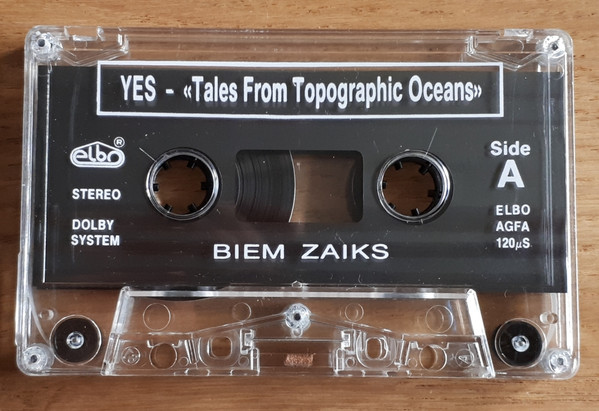 YES - «Tales From Topographic Oceans»
elbo ®
STEREO
DOLBY
SYSTEM
Side
A
ELBO
AGFA
120µS
BIEM ZAIKS